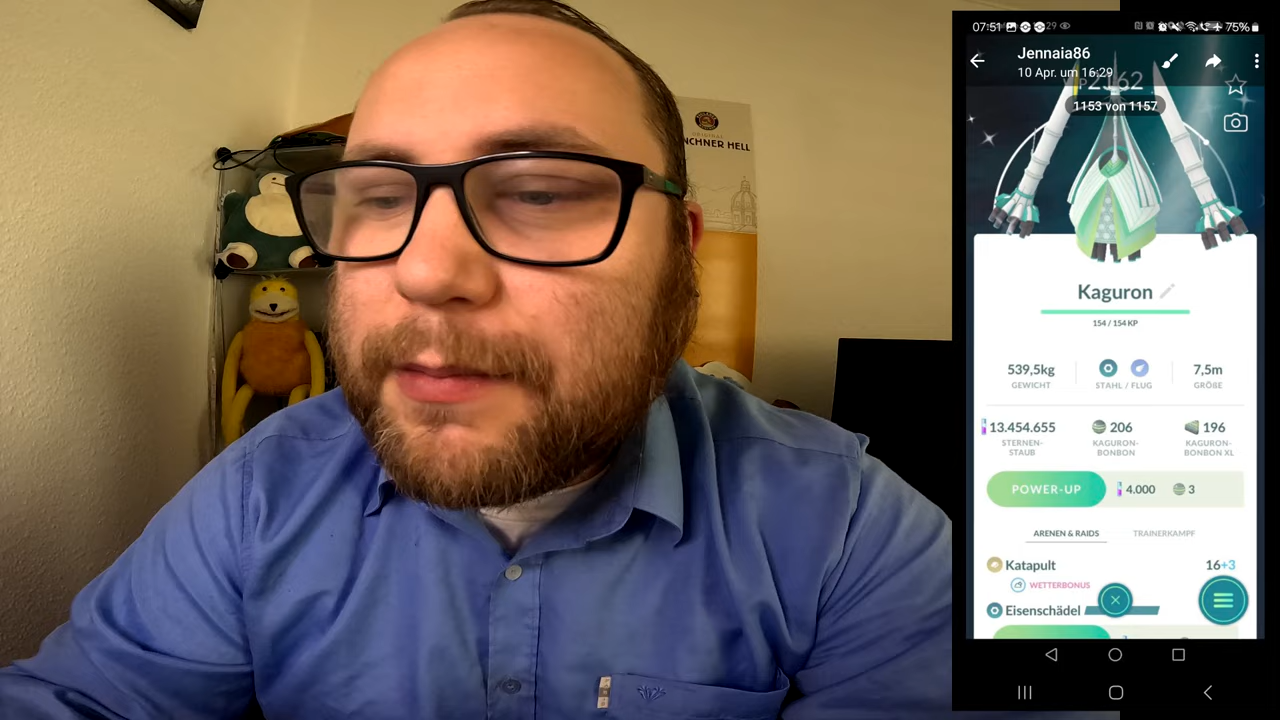 07:51
75%
Jennaia86
10 Apr. um 16:29
2162
1153 von 1157
ORIGINAL
NCHNER HELL
Kaguron
154 / 154 KP
539,5kg
GEWICHT
STAHL / FLUG
7,5m
GRÖßE
13.454.655
STERNEN-
STAUB
206
KAGURON-
BONBON
196
KAGURON-
BONBON XL
POWER-UP
4.000
3
ARENEN & RAIDS
TRAINERKAMPF
Katapult
16+3
WETTERBONUS
Eisenschädel